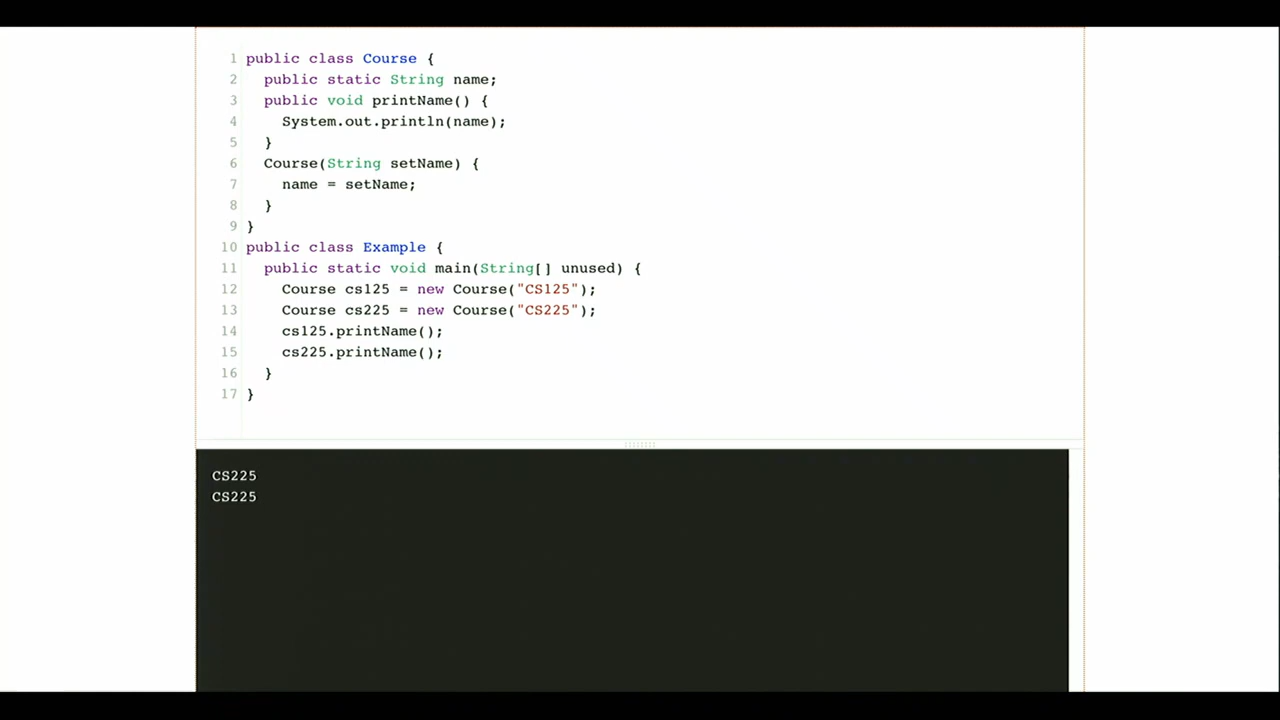 1 public class Course {
2   public static String name;
3   public void printName() {
4     System.out.println(name);
5   }
6   Course(String setName) {
7     name = setName;
8   }
9 }
10 public class Example {
11   public static void main(String[] unused) {
12     Course cs125 = new Course("CS125");
13     Course cs225 = new Course("CS225");
14     cs125.printName();
15     cs225.printName();
16   }
17 }
CS225
CS225